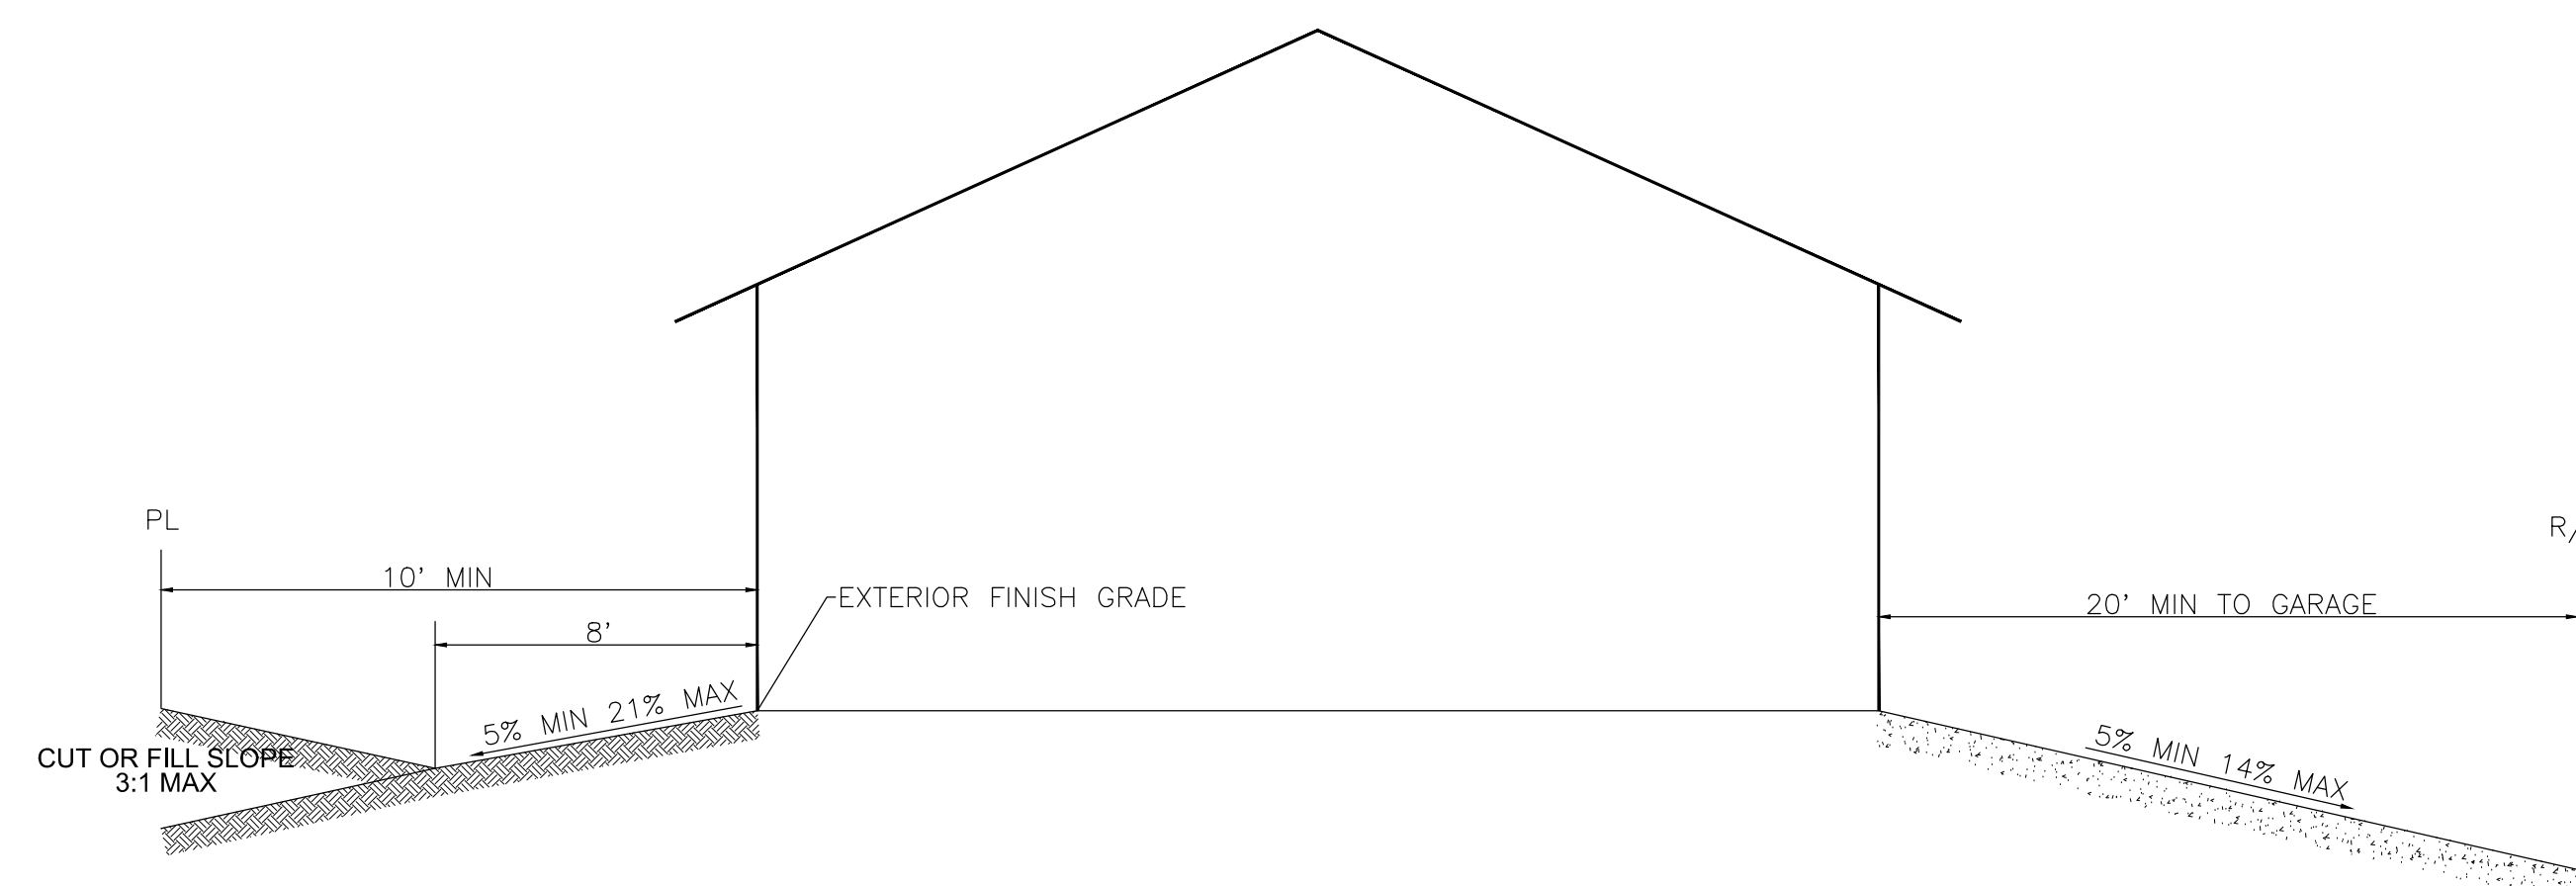 PL
R/
10' MIN
EXTERIOR FINISH GRADE
20' MIN TO GARAGE
8'
5% MIN 21% MAX
5% MIN 14% MAX
CUT OR FILL SLOPE
3:1 MAX